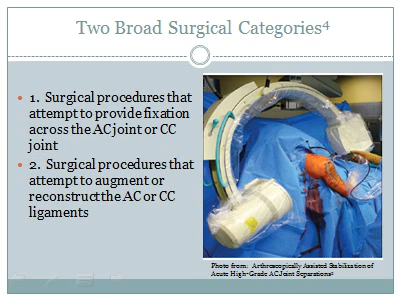 Two Broad Surgical Categories4
• 1. Surgical procedures that
attempt to provide fixation
across the AC joint or CC
joint
• 2. Surgical procedures that
attempt to augment or
reconstruct the AC or CC
ligaments
Photo from: Arthroscopically Assisted Stabilization of
Acute High-Grade AC Joint Separations2